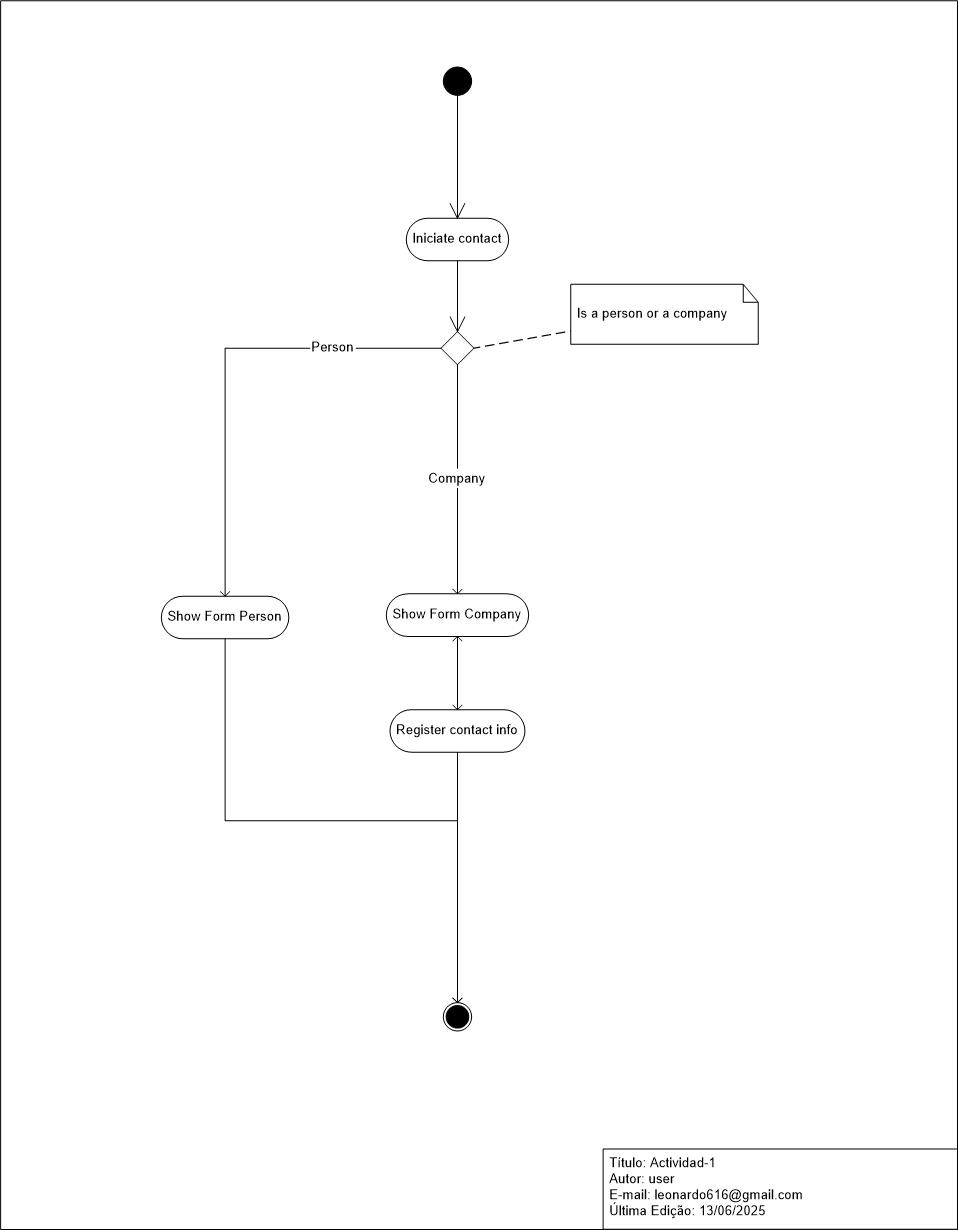 Iniciate contact
Is a person or a company
Person
Company
Show Form Person
Show Form Company
Register contact info
Título: Actividad-1
Autor: user
E-mail: leonardo616@gmail.com
Última Edição: 13/06/2025